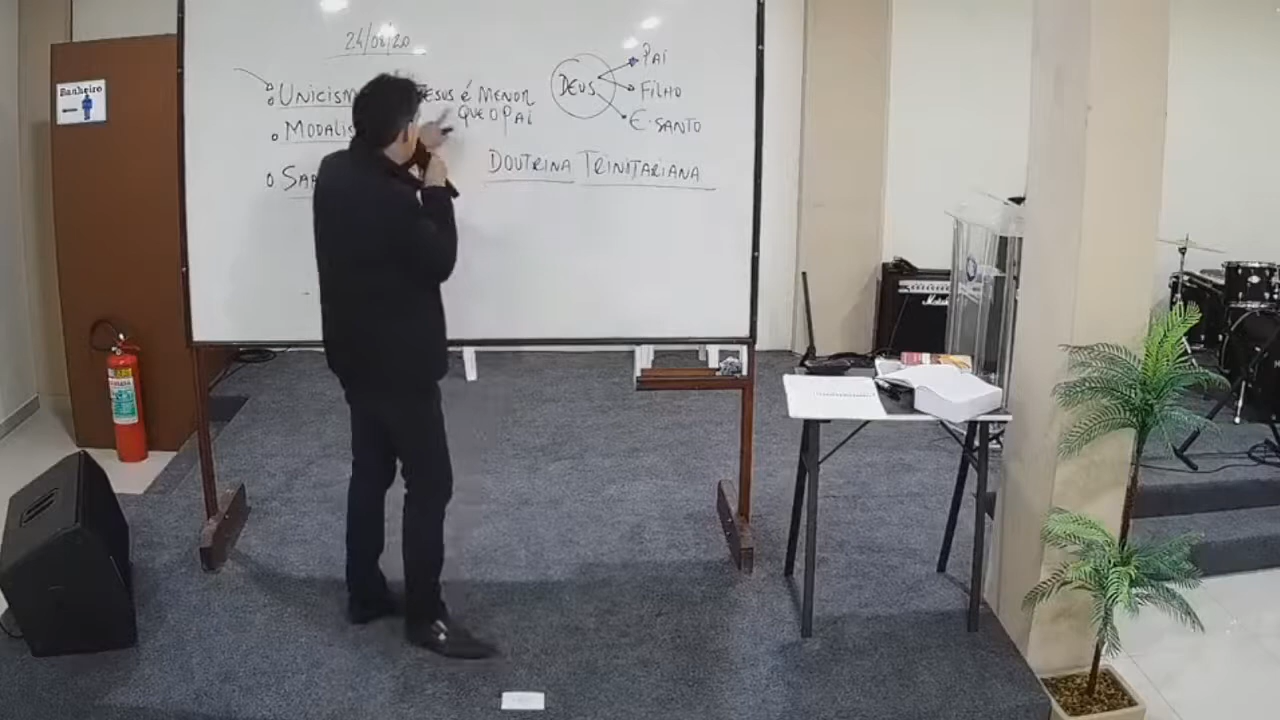 24/08/20
Banheiro
UNICISM
JESUS é MENOR
QUE O PAI
MODALIS
DEUS
PAI
FILHO
E. SANTO
DOUTRINA TRINITARIANA